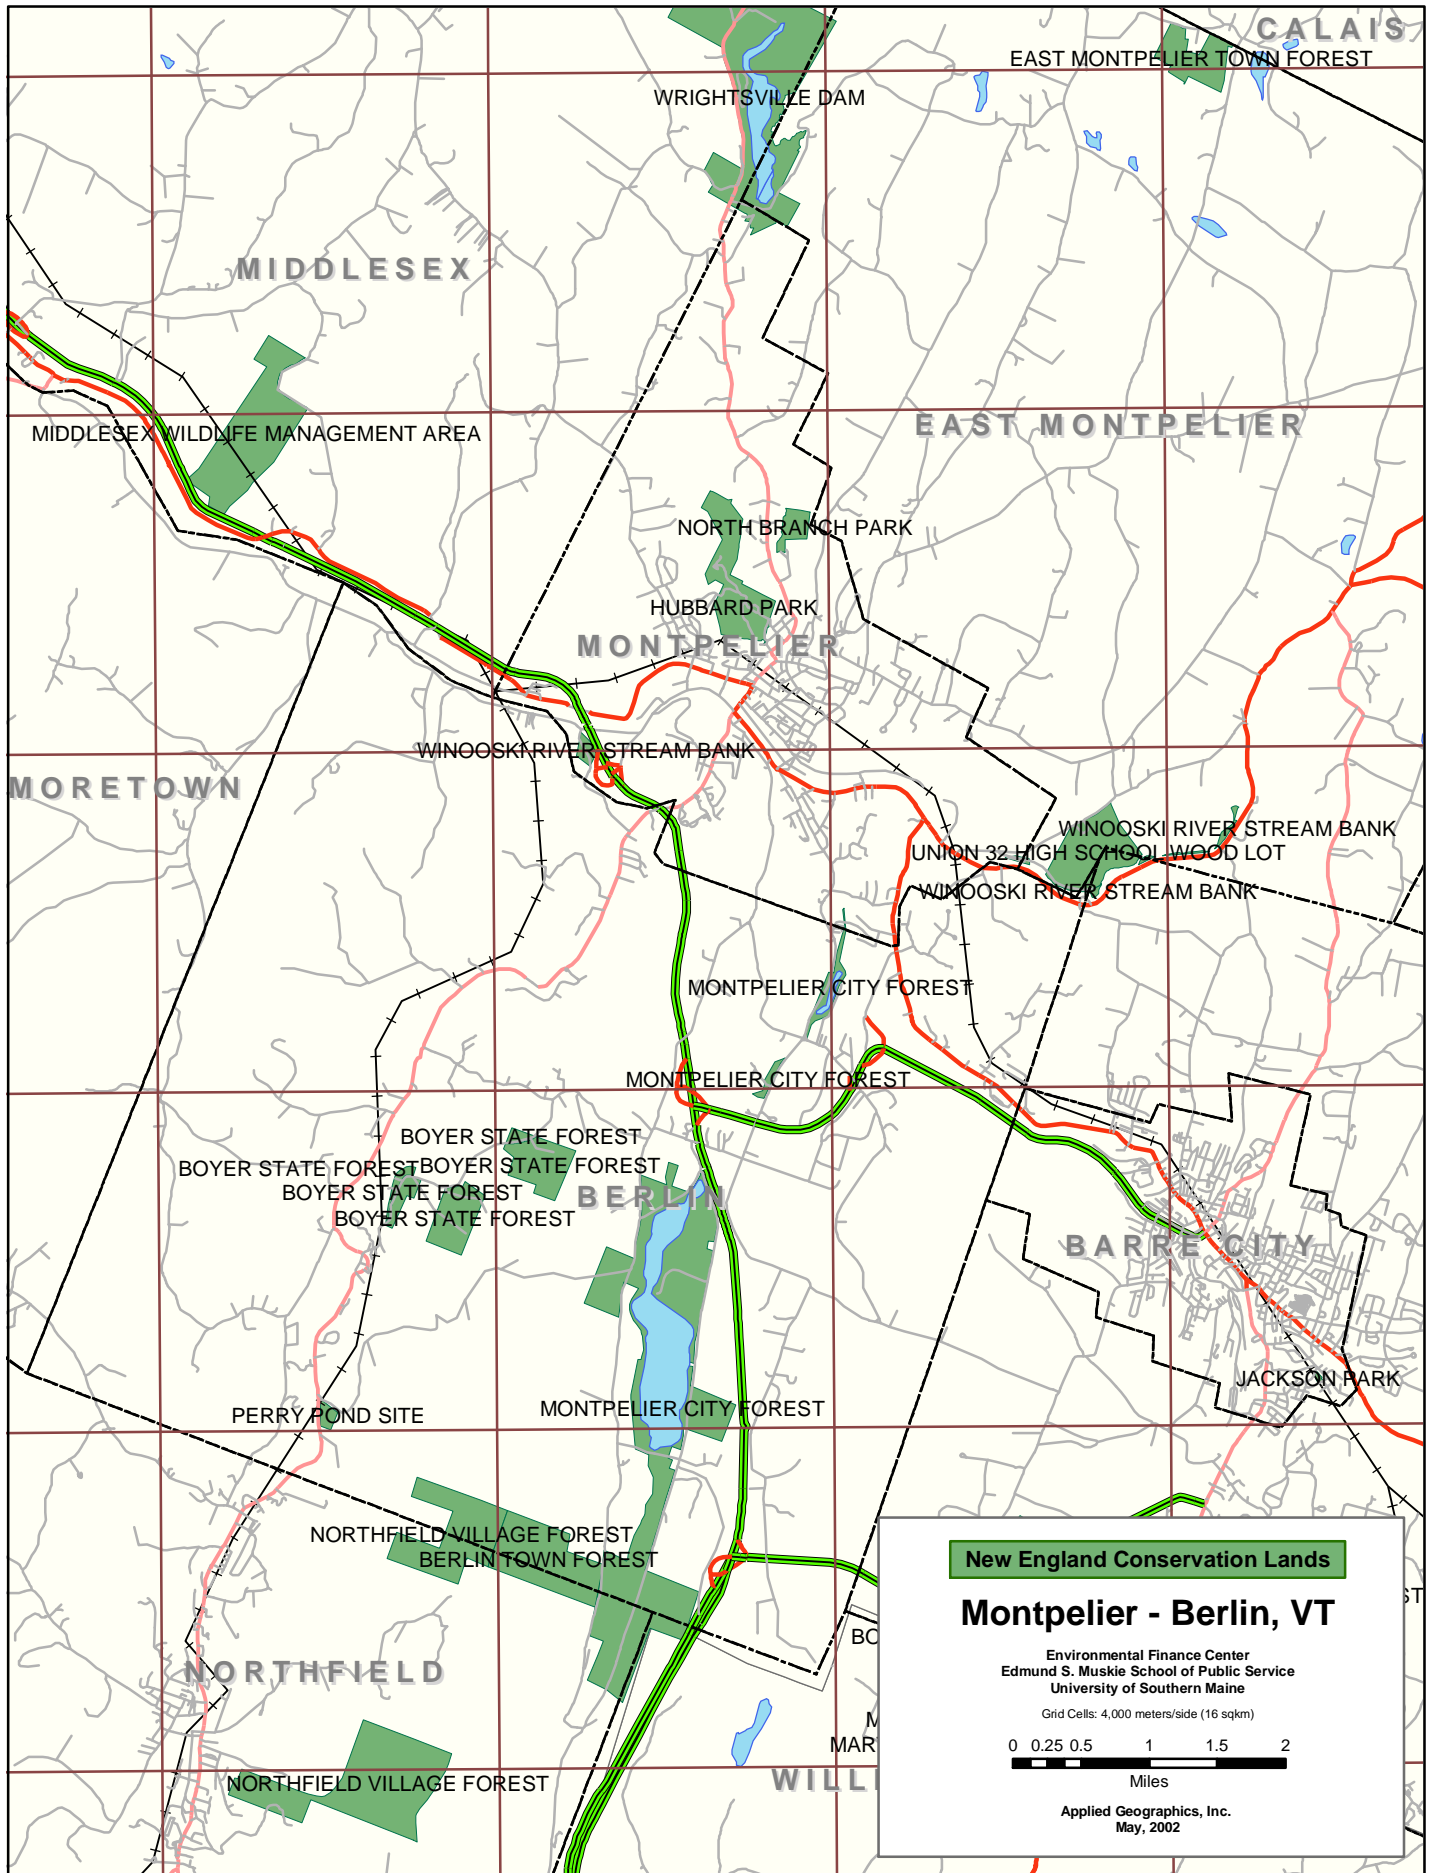 CALAIS
EAST MONTPELIER TOWN FOREST
WRIGHTSVILLE DAM
MIDDLESEX
EAST MONTPELIER
MIDDLESEX WILDLIFE MANAGEMENT AREA
NORTH BRANCH PARK
HUBBARD PARK
MONTPELIER
WINOOSKI RIVER STREAM BANK
MORETOWN
WINOOSKI RIVER STREAM BANK
UNION 32 HIGH SCHOOL WOOD LOT
WINOOSKI RIVER STREAM BANK
MONTPELIER CITY FOREST
MONTPELIER CITY FOREST
BOYER STATE FOREST
BOYER STATE FOREST
BOYER STATE FOREST
BOYER STATE FOREST
BOYER STATE FOREST
BERLIN
BARRE CITY
JACKSON PARK
MONTPELIER CITY FOREST
PERRY POND SITE
NORTHFIELD VILLAGE FOREST
BERLIN TOWN FOREST
NORTHFIELD
NORTHFIELD VILLAGE FOREST
BO
M
MAR
WILLI
ST
New England Conservation Lands
Montpelier - Berlin, VT
Environmental Finance Center
Edmund S. Muskie School of Public Service
University of Southern Maine
Grid Cells: 4,000 meters/side (16 sqkm)
0 0.25 0.5 1 1.5 2
Miles
Applied Geographics, Inc.
May, 2002